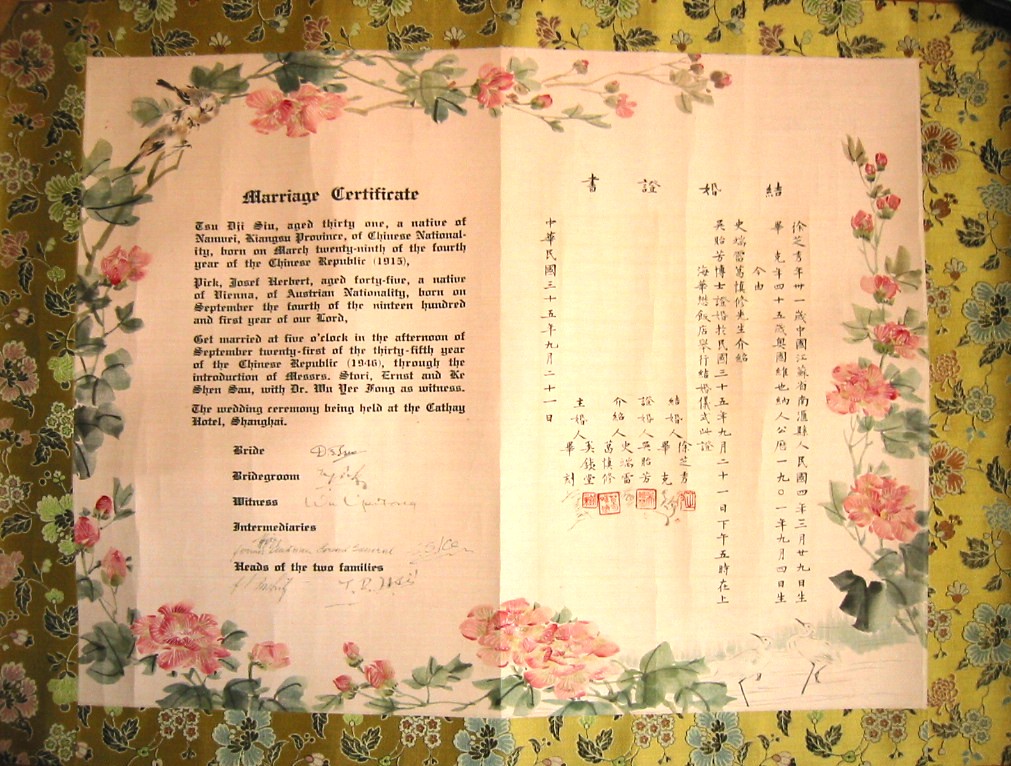 Marriage Certificate
Tsu Dji Siu, aged thirty one, a native of
Nanwei, Kiangsu Province, of Chinese National-
ity, born on March twenty-ninth of the fourth
year of the Chinese Republic (1915),
Pick, Josef Herbert, aged forty-five, a native
of Vienna, of Austrian Nationality, born on
September the fourth of the nineteen hundred
and first year of our Lord,
Get married at five o'clock in the afternoon of
September twenty-first of the thirty-fifth year
of the Chinese Republic (1946), through the
introduction of Messrs. Stori, Ernst and Ke
Shen Sau, with Dr. Wu Yee Fong as witness.
The wedding ceremony being held at the Cathay
Hotel, Shanghai.
Bride
Bridegroom
Witness
Intermediaries
Heads of the two families
結婚證書
徐芝秀年卅一歲中國江蘇省南滙縣人民國四年三月廿九日生
畢克年四十五歲奧國維也納人公曆一九〇一年九月四日生
今由
史端雷葛慎修先生介紹
吳貽芳博士證婚於民國三十五年九月二十一日下午五時在上
海華懋飯店舉行結婚儀式此證
結婚人 徐芝秀
畢克
證婚人 吳貽芳
介紹人 史端雷
葛慎修
主婚人
畢刻
中華民國三十五年九月二十一日